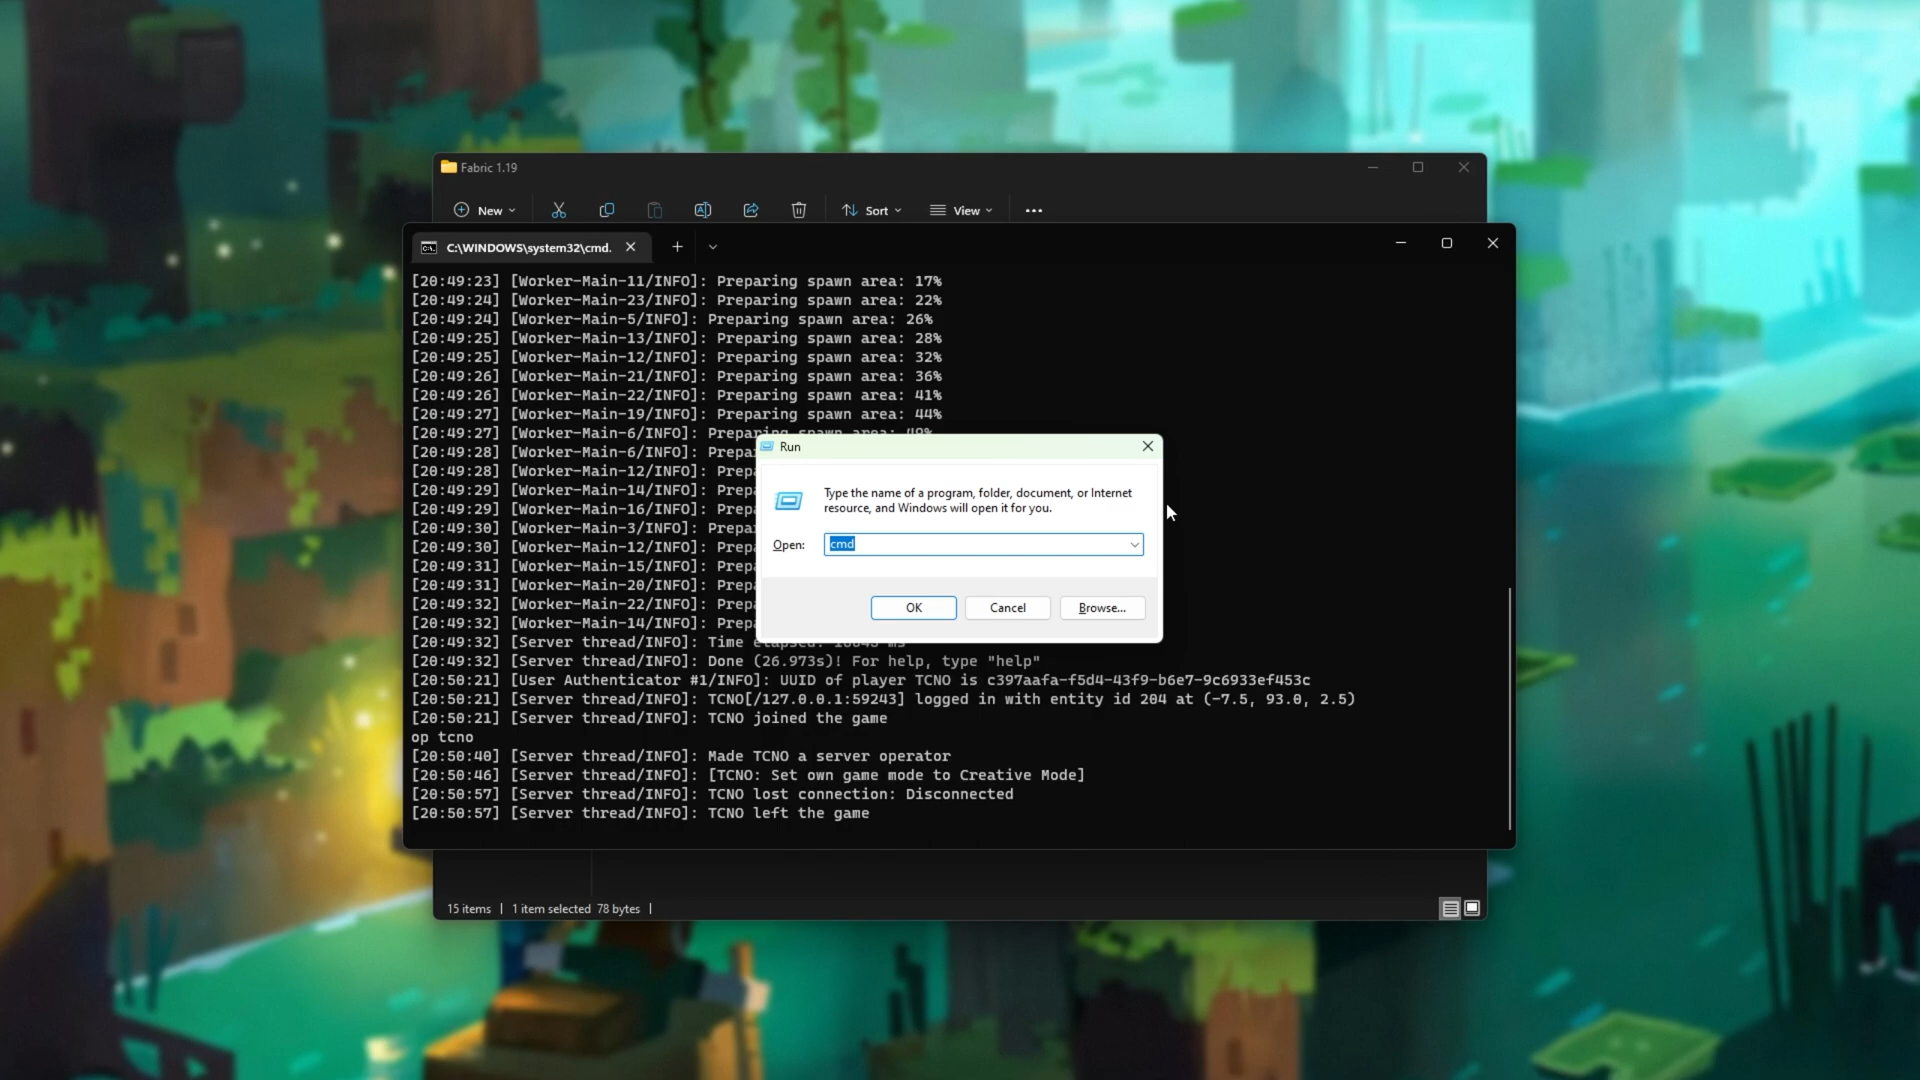 Fabric 1.19
New
Sort
View
C:\WINDOWS\system32\cmd.
[20:49:23] [Worker-Main-11/INFO]: Preparing spawn area: 17%
[20:49:24] [Worker-Main-23/INFO]: Preparing spawn area: 22%
[20:49:24] [Worker-Main-5/INFO]: Preparing spawn area: 26%
[20:49:25] [Worker-Main-13/INFO]: Preparing spawn area: 28%
[20:49:25] [Worker-Main-12/INFO]: Preparing spawn area: 32%
[20:49:26] [Worker-Main-21/INFO]: Preparing spawn area: 36%
[20:49:26] [Worker-Main-22/INFO]: Preparing spawn area: 41%
[20:49:27] [Worker-Main-19/INFO]: Preparing spawn area: 44%
[20:49:27] [Worker-Main-6/INFO]: Preparing spawn area:
[20:49:28] [Worker-Main-6/INFO]: Prepa
[20:49:28] [Worker-Main-12/INFO]: Prep
[20:49:29] [Worker-Main-14/INFO]: Prep
[20:49:29] [Worker-Main-16/INFO]: Prep
[20:49:30] [Worker-Main-3/INFO]: Prepa
[20:49:30] [Worker-Main-12/INFO]: Prep
[20:49:31] [Worker-Main-15/INFO]: Prep
[20:49:31] [Worker-Main-20/INFO]: Prep
[20:49:32] [Worker-Main-22/INFO]: Prep
[20:49:32] [Worker-Main-14/INFO]: Prep
[20:49:32] [Server thread/INFO]: Time elapsed: ms
[20:49:32] [Server thread/INFO]: Done (26.973s)! For help, type "help"
[20:50:21] [User Authenticator #1/INFO]: UUID of player TCNO is c397aafa-f5d4-43f9-b6e7-9c6933ef453c
[20:50:21] [Server thread/INFO]: TCNO[/127.0.0.1:59243] logged in with entity id 204 at (-7.5, 93.0, 2.5)
[20:50:21] [Server thread/INFO]: TCNO joined the game
op tcno
[20:50:40] [Server thread/INFO]: Made TCNO a server operator
[20:50:46] [Server thread/INFO]: [TCNO: Set own game mode to Creative Mode]
[20:50:57] [Server thread/INFO]: TCNO lost connection: Disconnected
[20:50:57] [Server thread/INFO]: TCNO left the game
Run
Type the name of a program, folder, document, or Internet
resource, and Windows will open it for you.
Open: cmd
OK
Cancel
Browse...
15 items | 1 item selected 78 bytes |